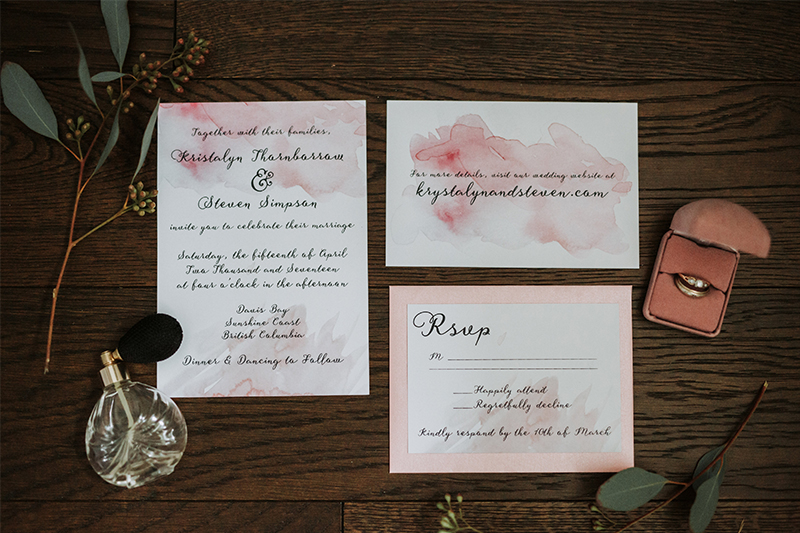 Together with their families,
Kristalyn Thornborrow
&
Steven Simpson
invite you to celebrate their marriage
Saturday, the fifteenth of April
Two Thousand and Seventeen
at four o'clock in the afternoon
Davis Bay
Sunshine Coast
British Columbia
Dinner & Dancing to Follow
For more details, visit our wedding website at
krystalynandsteven.com
Rsvp
M
Happily attend
Regretfully decline
Kindly respond by the 10th of March